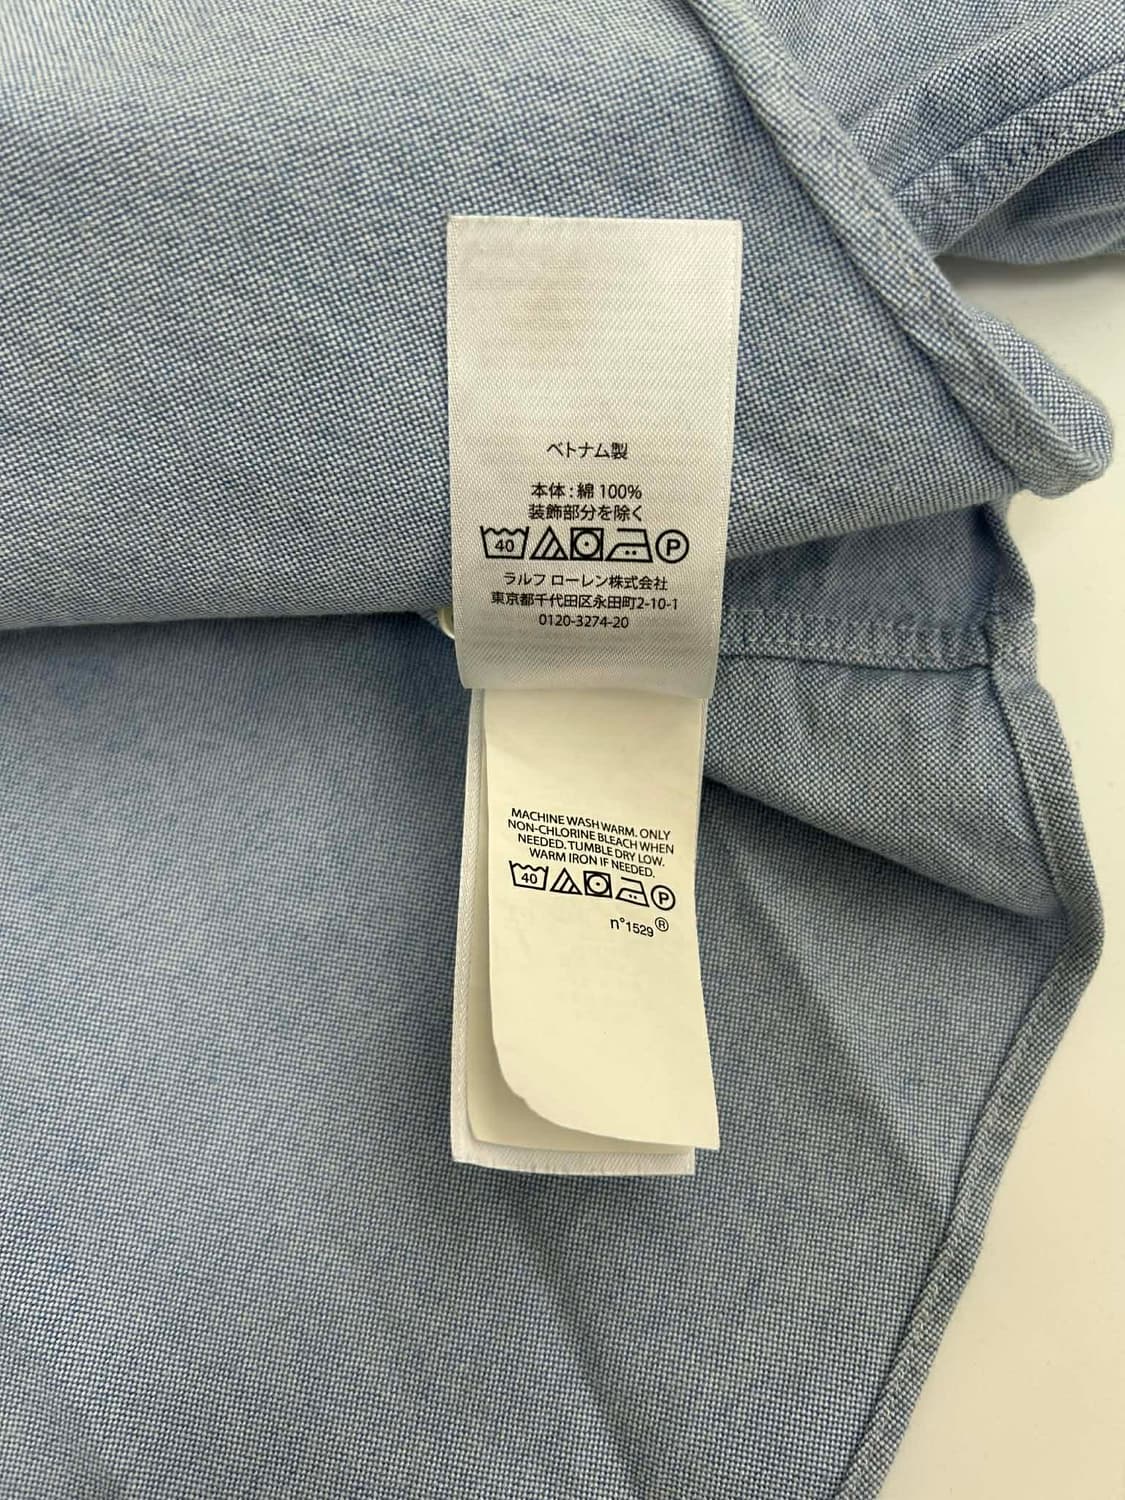 ベトナム製
本体:綿 100%
装飾部分を除く
40 P
ラルフ ローレン株式会社
東京都千代田区永田町2-10-1
0120-3274-20
MACHINE WASH WARM. ONLY
NON-CHLORINE BLEACH WHEN
NEEDED. TUMBLE DRY LOW.
WARM IRON IF NEEDED.
40 P
n°1529®